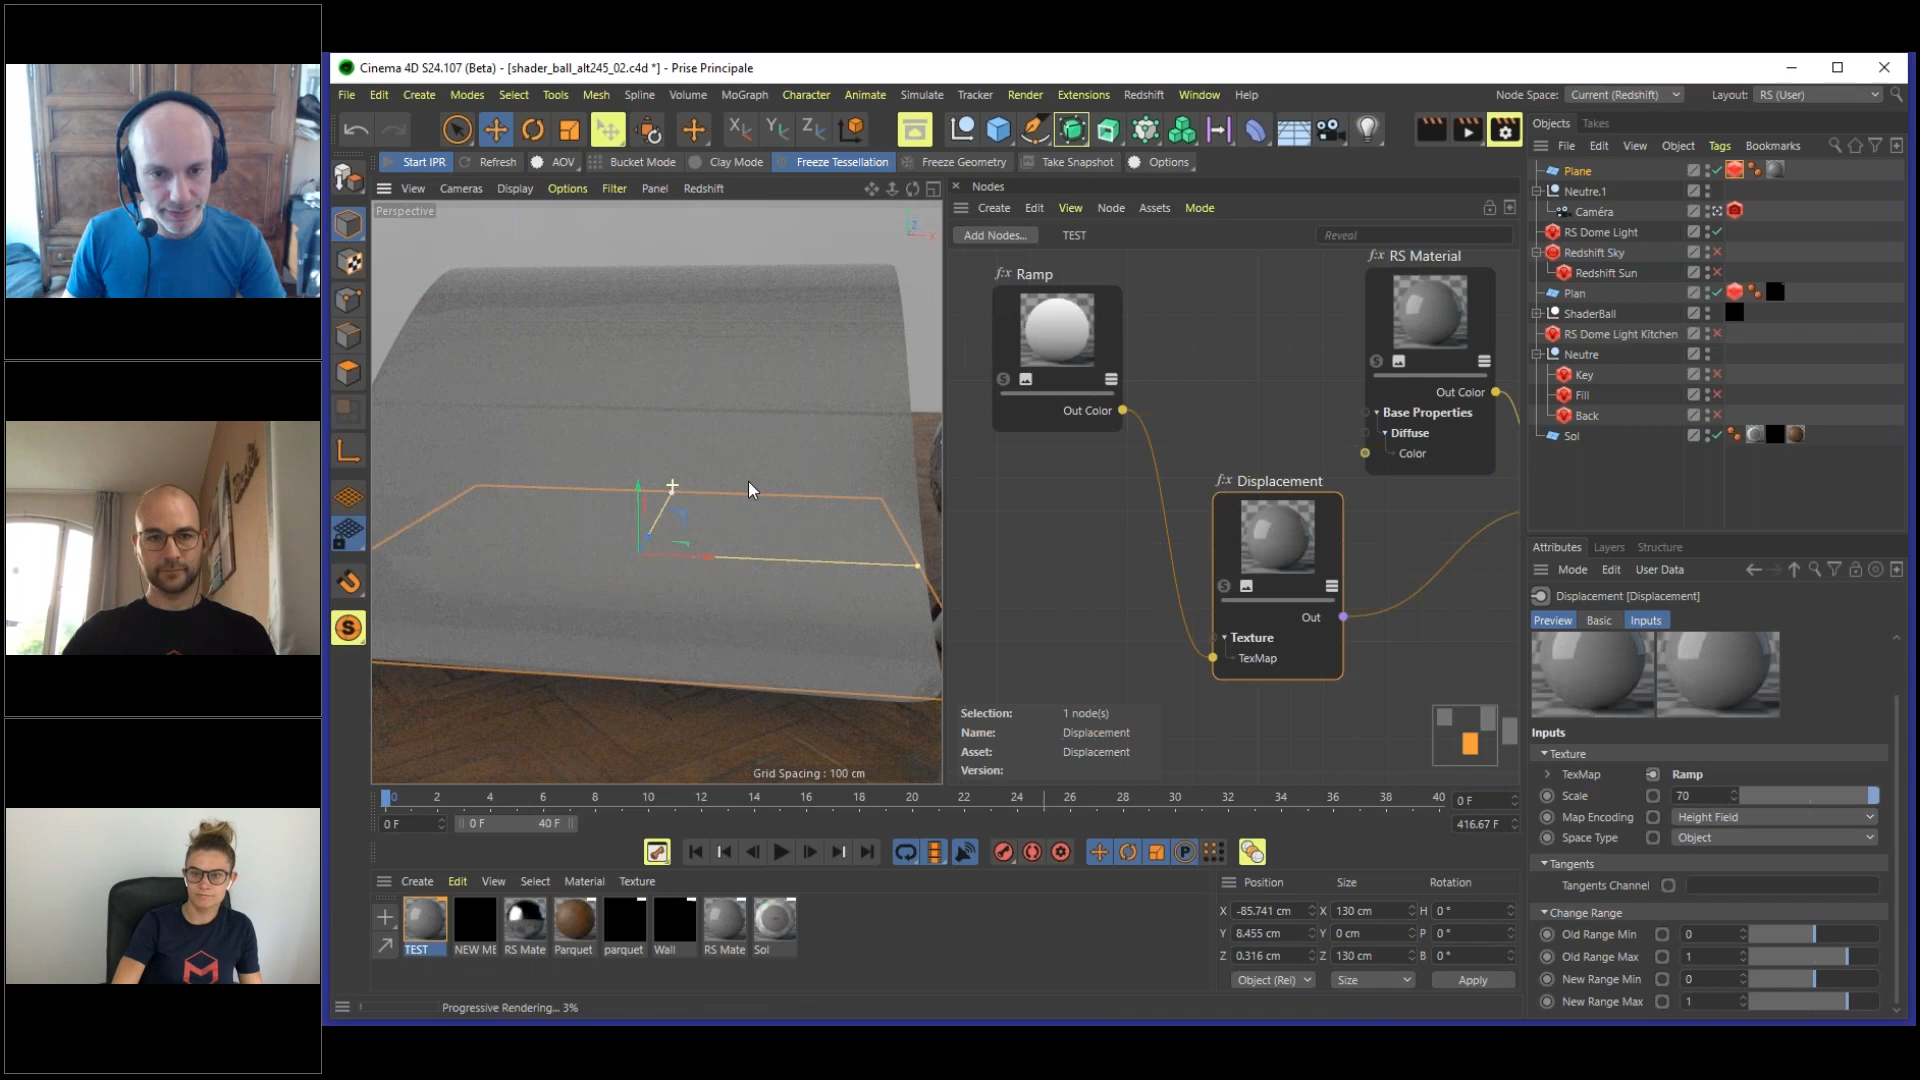 Cinema 4D S24.107 (Beta) - [shader_ball_alt245_02.c4d *] - Prise Principale
File Edit Create Modes Select Tools Mesh Spline Volume MoGraph Character Animate Simulate Tracker Render Extensions Redshift Window Help
Node Space: Current (Redshift) Layout: RS (User)
Start IPR Refresh AOV Bucket Mode Clay Mode Freeze Tessellation Freeze Geometry Take Snapshot Options
View Cameras Display Options Filter Panel Redshift
Perspective
Grid Spacing : 100 cm
Nodes
Create Edit View Node Assets Mode
Add Nodes... TEST Reveal
f:x Ramp
Out Color
f:x RS Material
Out Color
Base Properties
Diffuse
Color
f:x Displacement
Out
Texture
TexMap
Selection: 1 node(s)
Name: Displacement
Asset: Displacement
Version:
Objects Takes
File Edit View Object Tags Bookmarks
Plane
Neutre.1
Caméra
RS Dome Light
Redshift Sky
Redshift Sun
Plan
ShaderBall
RS Dome Light Kitchen
Neutre
Key
Fill
Back
Sol
Attributes Layers Structure
Mode Edit User Data
Displacement [Displacement]
Preview Basic Inputs
Inputs
Texture
TexMap Ramp
Scale 70
Map Encoding Height Field
Space Type Object
Tangents
Tangents Channel
Change Range
Old Range Min 0
Old Range Max 1
New Range Min 0
New Range Max 1
0 2 4 6 8 10 12 14 16 18 20 22 24 26 28 30 32 34 36 38 40 0 F
0 F 0 F 40 F 416.67 F
Create Edit View Select Material Texture
TEST NEW ME RS Mate Parquet parquet Wall RS Mate Sol
Position Size Rotation
X -85.741 cm X 130 cm H 0 °
Y 8.455 cm Y 0 cm P 0 °
Z 0.316 cm Z 130 cm B 0 °
Object (Rel) Size Apply
Progressive Rendering... 3%